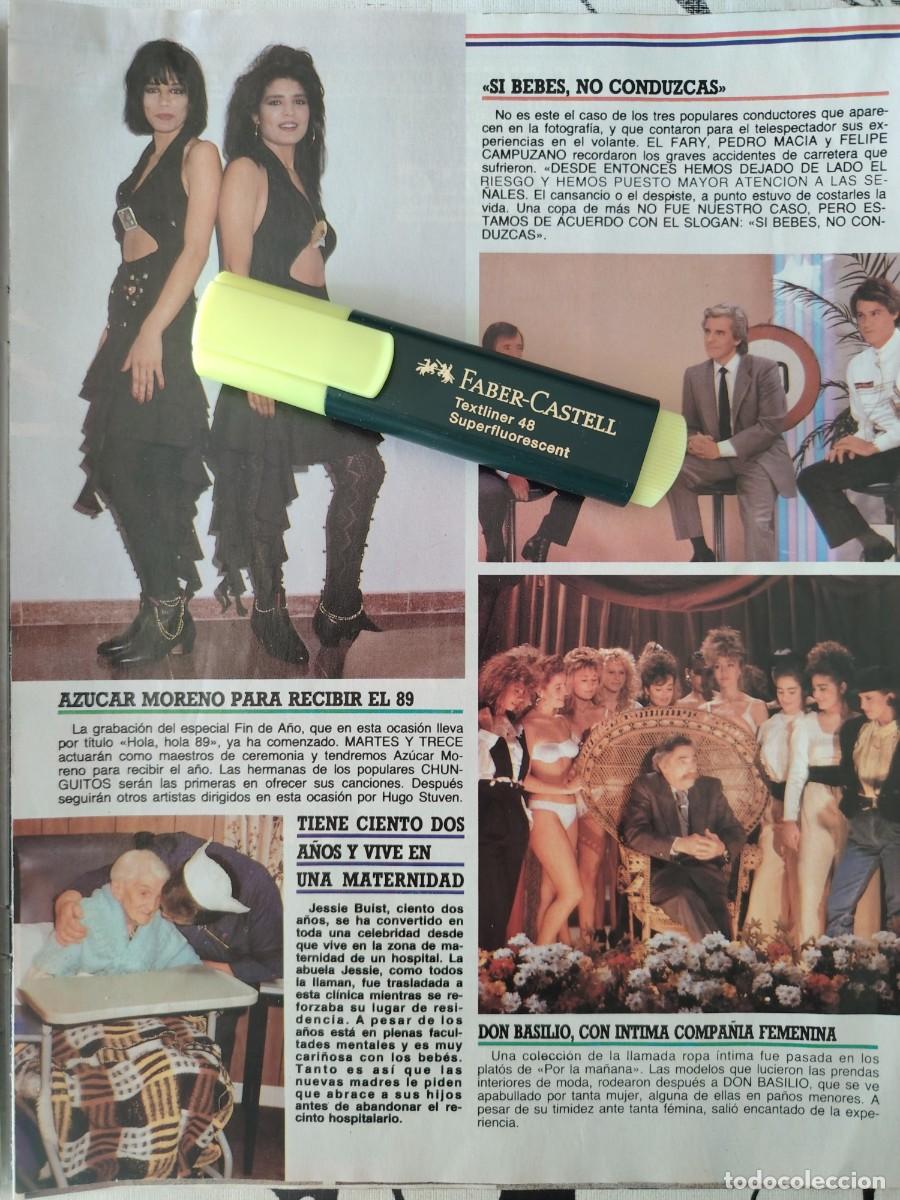 «SI BEBES, NO CONDUZCAS»
No es este el caso de los tres populares conductores que apare-
cen en la fotografía, y que contaron para el telespectador sus ex-
periencias en el volante. EL FARY, PEDRO MACIA y FELIPE
CAMPUZANO recordaron los graves accidentes de carretera que
sufrieron. «DESDE ENTONCES HEMOS DEJADO DE LADO EL
RIESGO Y HEMOS PUESTO MAYOR ATENCION A LAS SE-
ÑALES. El cansancio o el despiste, a punto estuvo de costarles la
vida. Una copa de más NO FUE NUESTRO CASO, PERO ES-
TAMOS DE ACUERDO CON EL SLOGAN: «SI BEBES, NO CON-
DUZCAS».
FABER-CASTELL
Textliner 48
Superfluorescent
AZUCAR MORENO PARA RECIBIR EL 89
La grabación del especial Fin de Año, que en esta ocasión lleva
por título «Hola, hola 89», ya ha comenzado. MARTES Y TRECE
actuarán como maestros de ceremonia y tendremos Azúcar Mo-
reno para recibir el año. Las hermanas de los populares CHUN-
GUITOS serán las primeras en ofrecer sus canciones. Después
seguirán otros artistas dirigidos en esta ocasión por Hugo Stuven.
TIENE CIENTO DOS
AÑOS Y VIVE EN
UNA MATERNIDAD
Jessie Buist, ciento dos
años, se ha convertido en
toda una celebridad desde
que vive en la zona de ma-
ternidad de un hospital. La
abuela Jessie, como todos
la llaman, fue trasladada a
esta clínica mientras se re-
forzaba su lugar de resi-
dencia. A pesar de los
años está en plenas facul-
tades mentales y es muy
cariñosa con los bebés.
Tanto es así que las
nuevas madres le piden
que abrace a sus hijos
antes de abandonar el re-
cinto hospitalario.
DON BASILIO, CON INTIMA COMPAÑIA FEMENINA
Una colección de la llamada ropa íntima fue pasada en los
platós de «Por la mañana». Las modelos que lucieron las prendas
interiores de moda, rodearon después a DON BASILIO, que se ve
apabullado por tanta mujer, alguna de ellas en paños menores. A
pesar de su timidez ante tanta fémina, salió encantado de la expe-
riencia.
todocoleccion